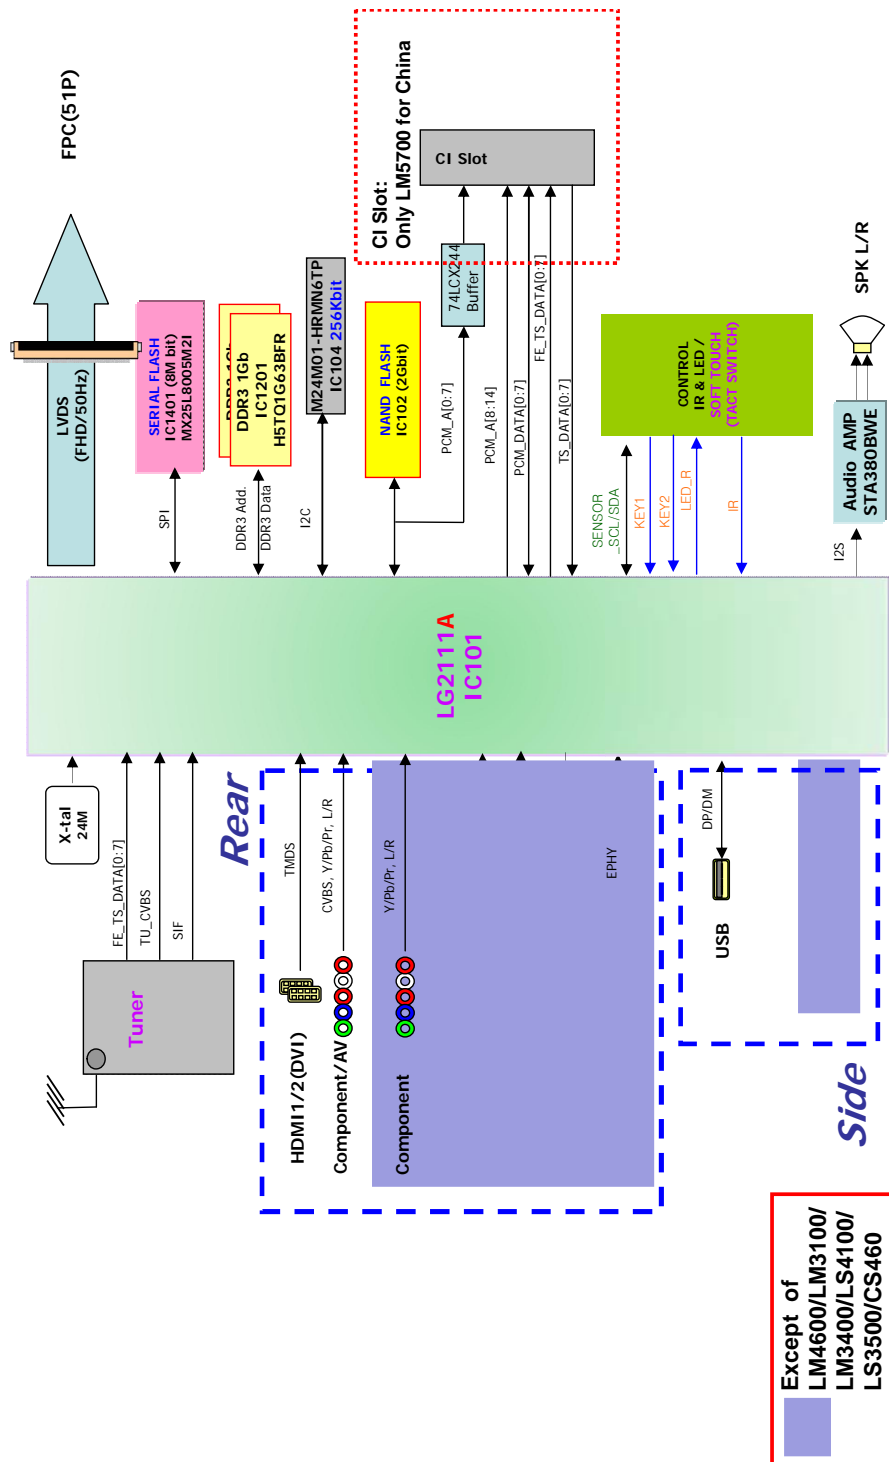 FPC(51P)
LVDS
(FHD/50Hz)
SERIAL FLASH
IC1401 (8M bit)
MX25L8005M2I
SPI
DDR3 1Gb
DDR3 1Gb
IC1201
H5TQ1G63BFR
DDR3 Add.
DDR3 Data
M24M01-HRMN6TP
IC104 256Kbit
I2C
NAND FLASH
IC102 (2Gbit)
CI Slot:
Only LM5700 for China
CI Slot
74LCX244
Buffer
PCM_A[0:7]
PCM_A[8:14]
PCM_DATA[0:7]
FE_TS_DATA[0:7]
TS_DATA[0:7]
CONTROL
IR & LED /
SOFT TOUCH
(TACT SWITCH)
SENSOR
_SCL/SDA
KEY1
KEY2
LED_R
IR
SPK L/R
Audio AMP
STA380BWE
I2S
LG2111A
IC101
X-tal
24M
Tuner
FE_TS_DATA[0:7]
TU_CVBS
SIF
Rear
HDMI1/2(DVI)
TMDS
Component/AV
CVBS, Y/Pb/Pr, L/R
Component
Y/Pb/Pr, L/R
EPHY
USB
DP/DM
Side
Except of
LM4600/LM3100/
LM3400/LS4100/
LS3500/CS460